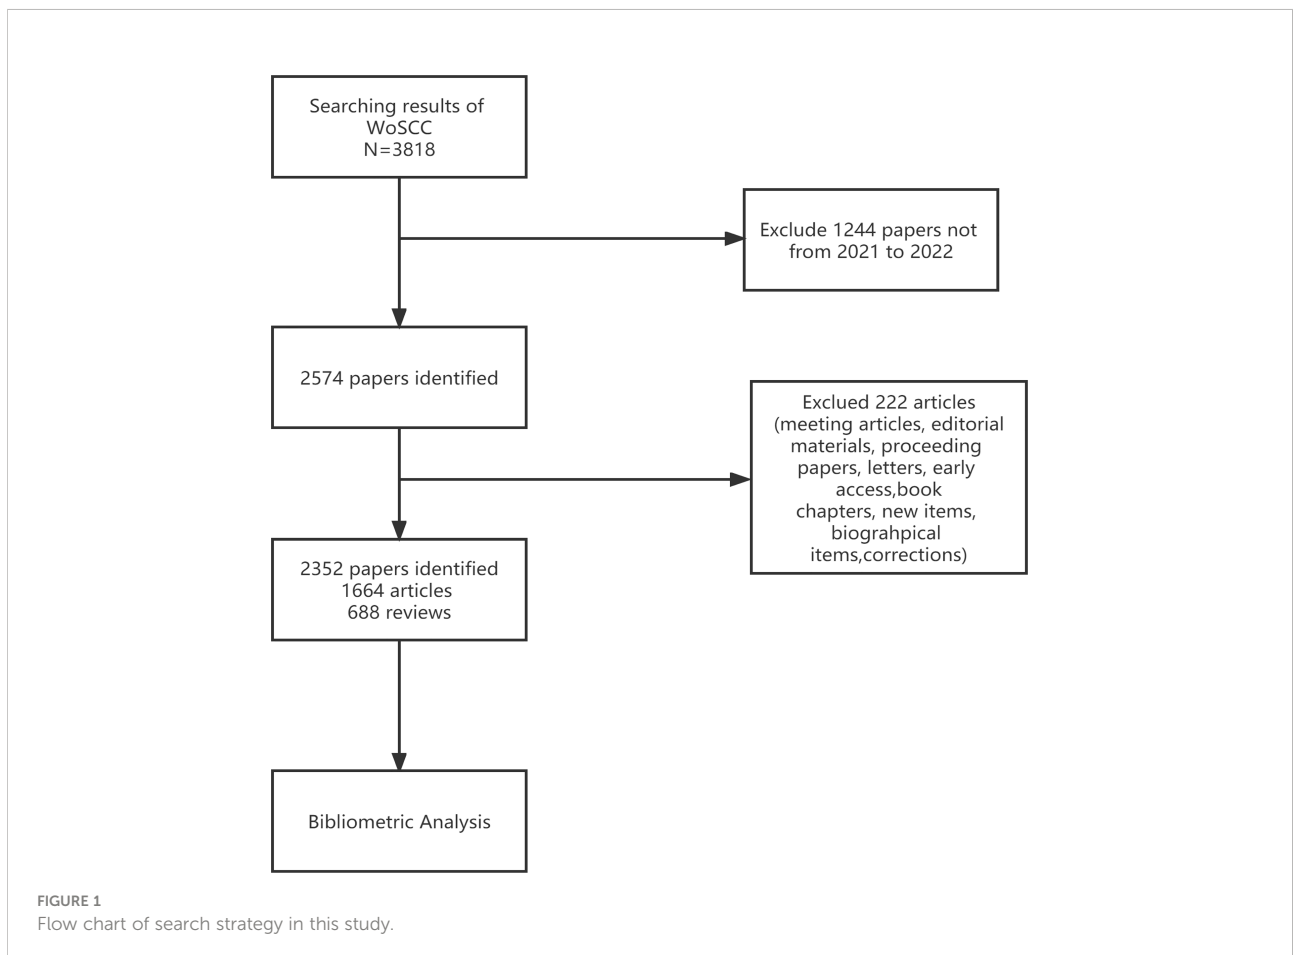 Searching results of
WoSCC
N=3818
Exclude 1244 papers not
from 2021 to 2022
2574 papers identified
Exclued 222 articles
(meeting articles, editorial
materials, proceeding
papers, letters, early
access,book
chapters, new items,
biograhpical
items,corrections)
2352 papers identified
1664 articles
688 reviews
Bibliometric Analysis
FIGURE 1
Flow chart of search strategy in this study.